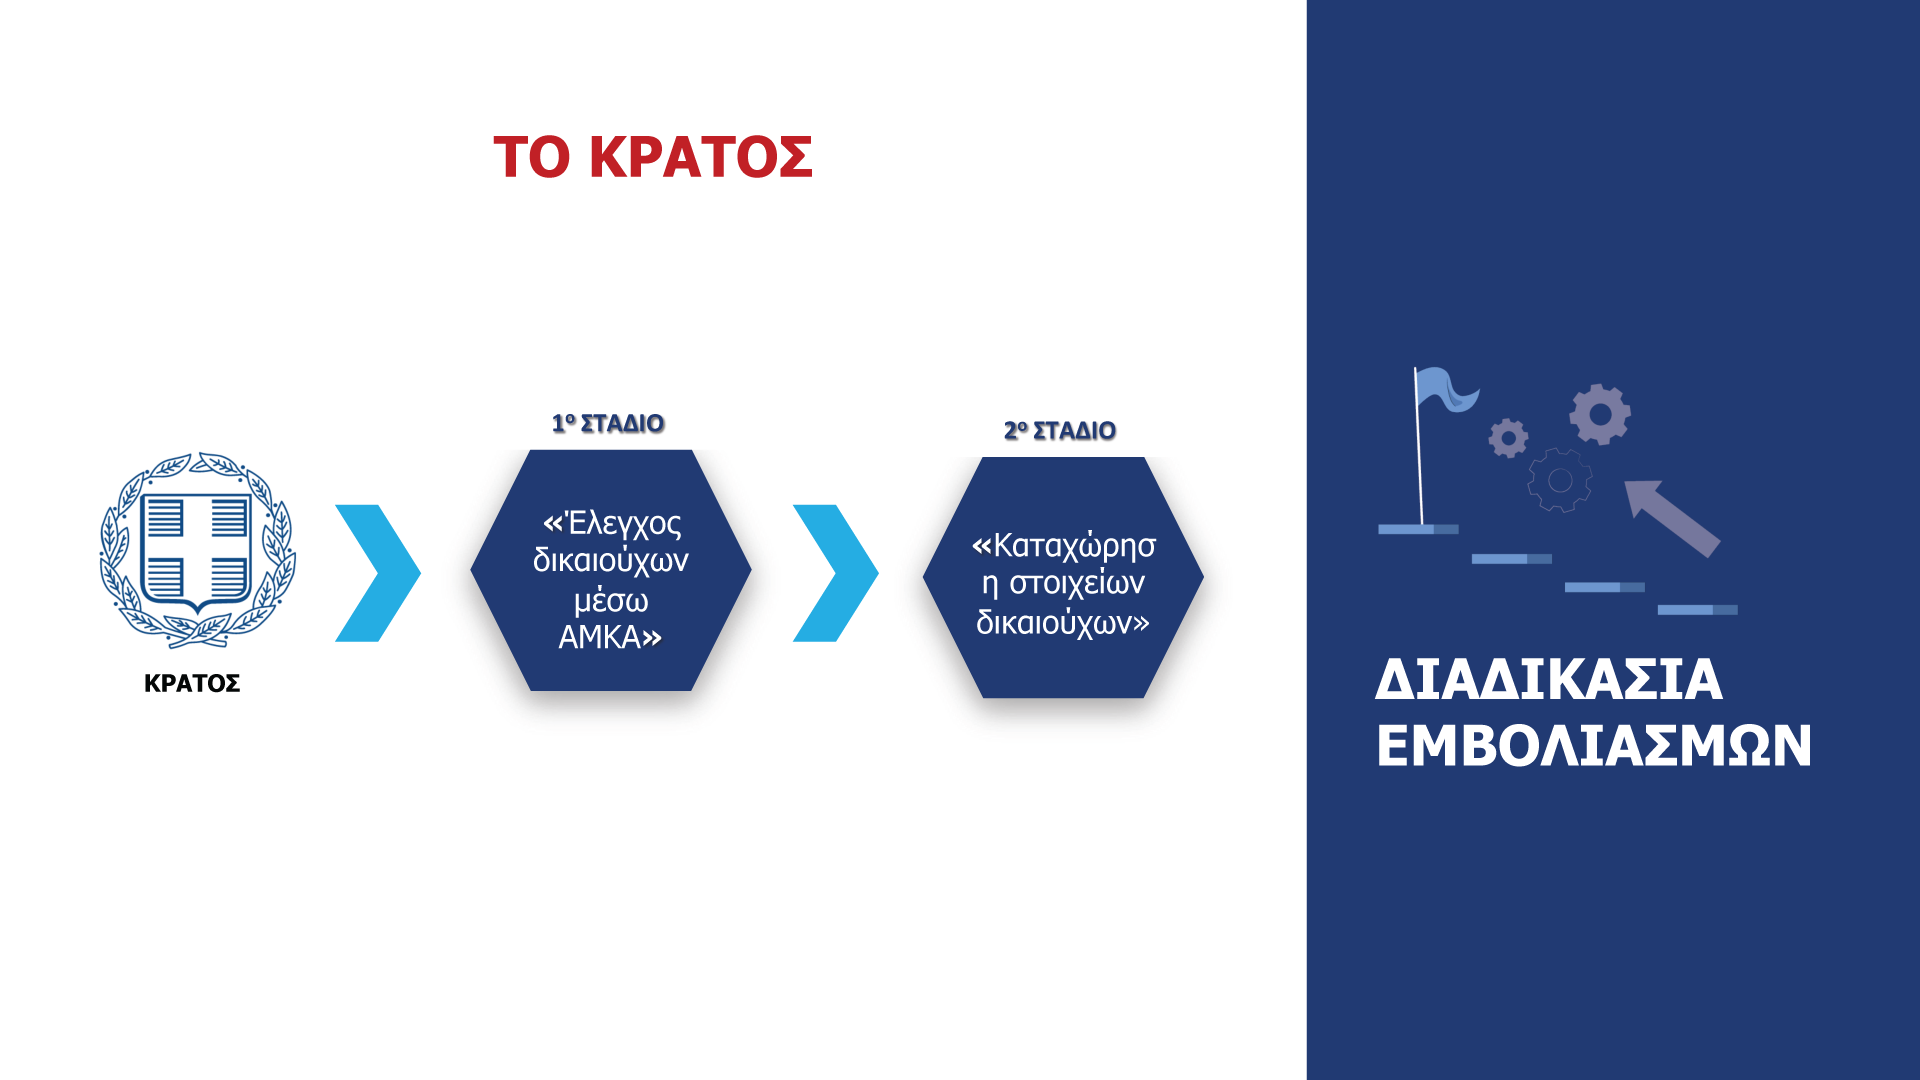 ΤΟ ΚΡΑΤΟΣ
ΚΡΑΤΟΣ
1ο ΣΤΑΔΙΟ
«Έλεγχος
δικαιούχων
μέσω
ΑΜΚΑ»
2ο ΣΤΑΔΙΟ
«Καταχώρησ
η στοιχείων
δικαιούχων»
ΔΙΑΔΙΚΑΣΙΑ
ΕΜΒΟΛΙΑΣΜΩΝ